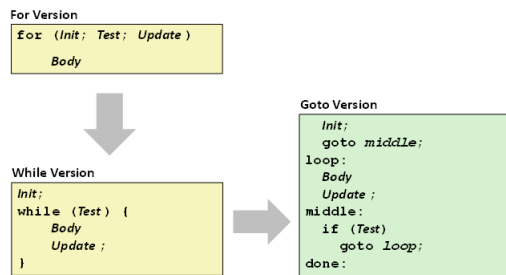 For Version
for (Init; Test; Update )
Body
While Version
Init;
while (Test ) {
Body
Update ;
}
Goto Version
Init;
goto middle;
loop:
Body
Update ;
middle:
if (Test)
goto loop;
done: